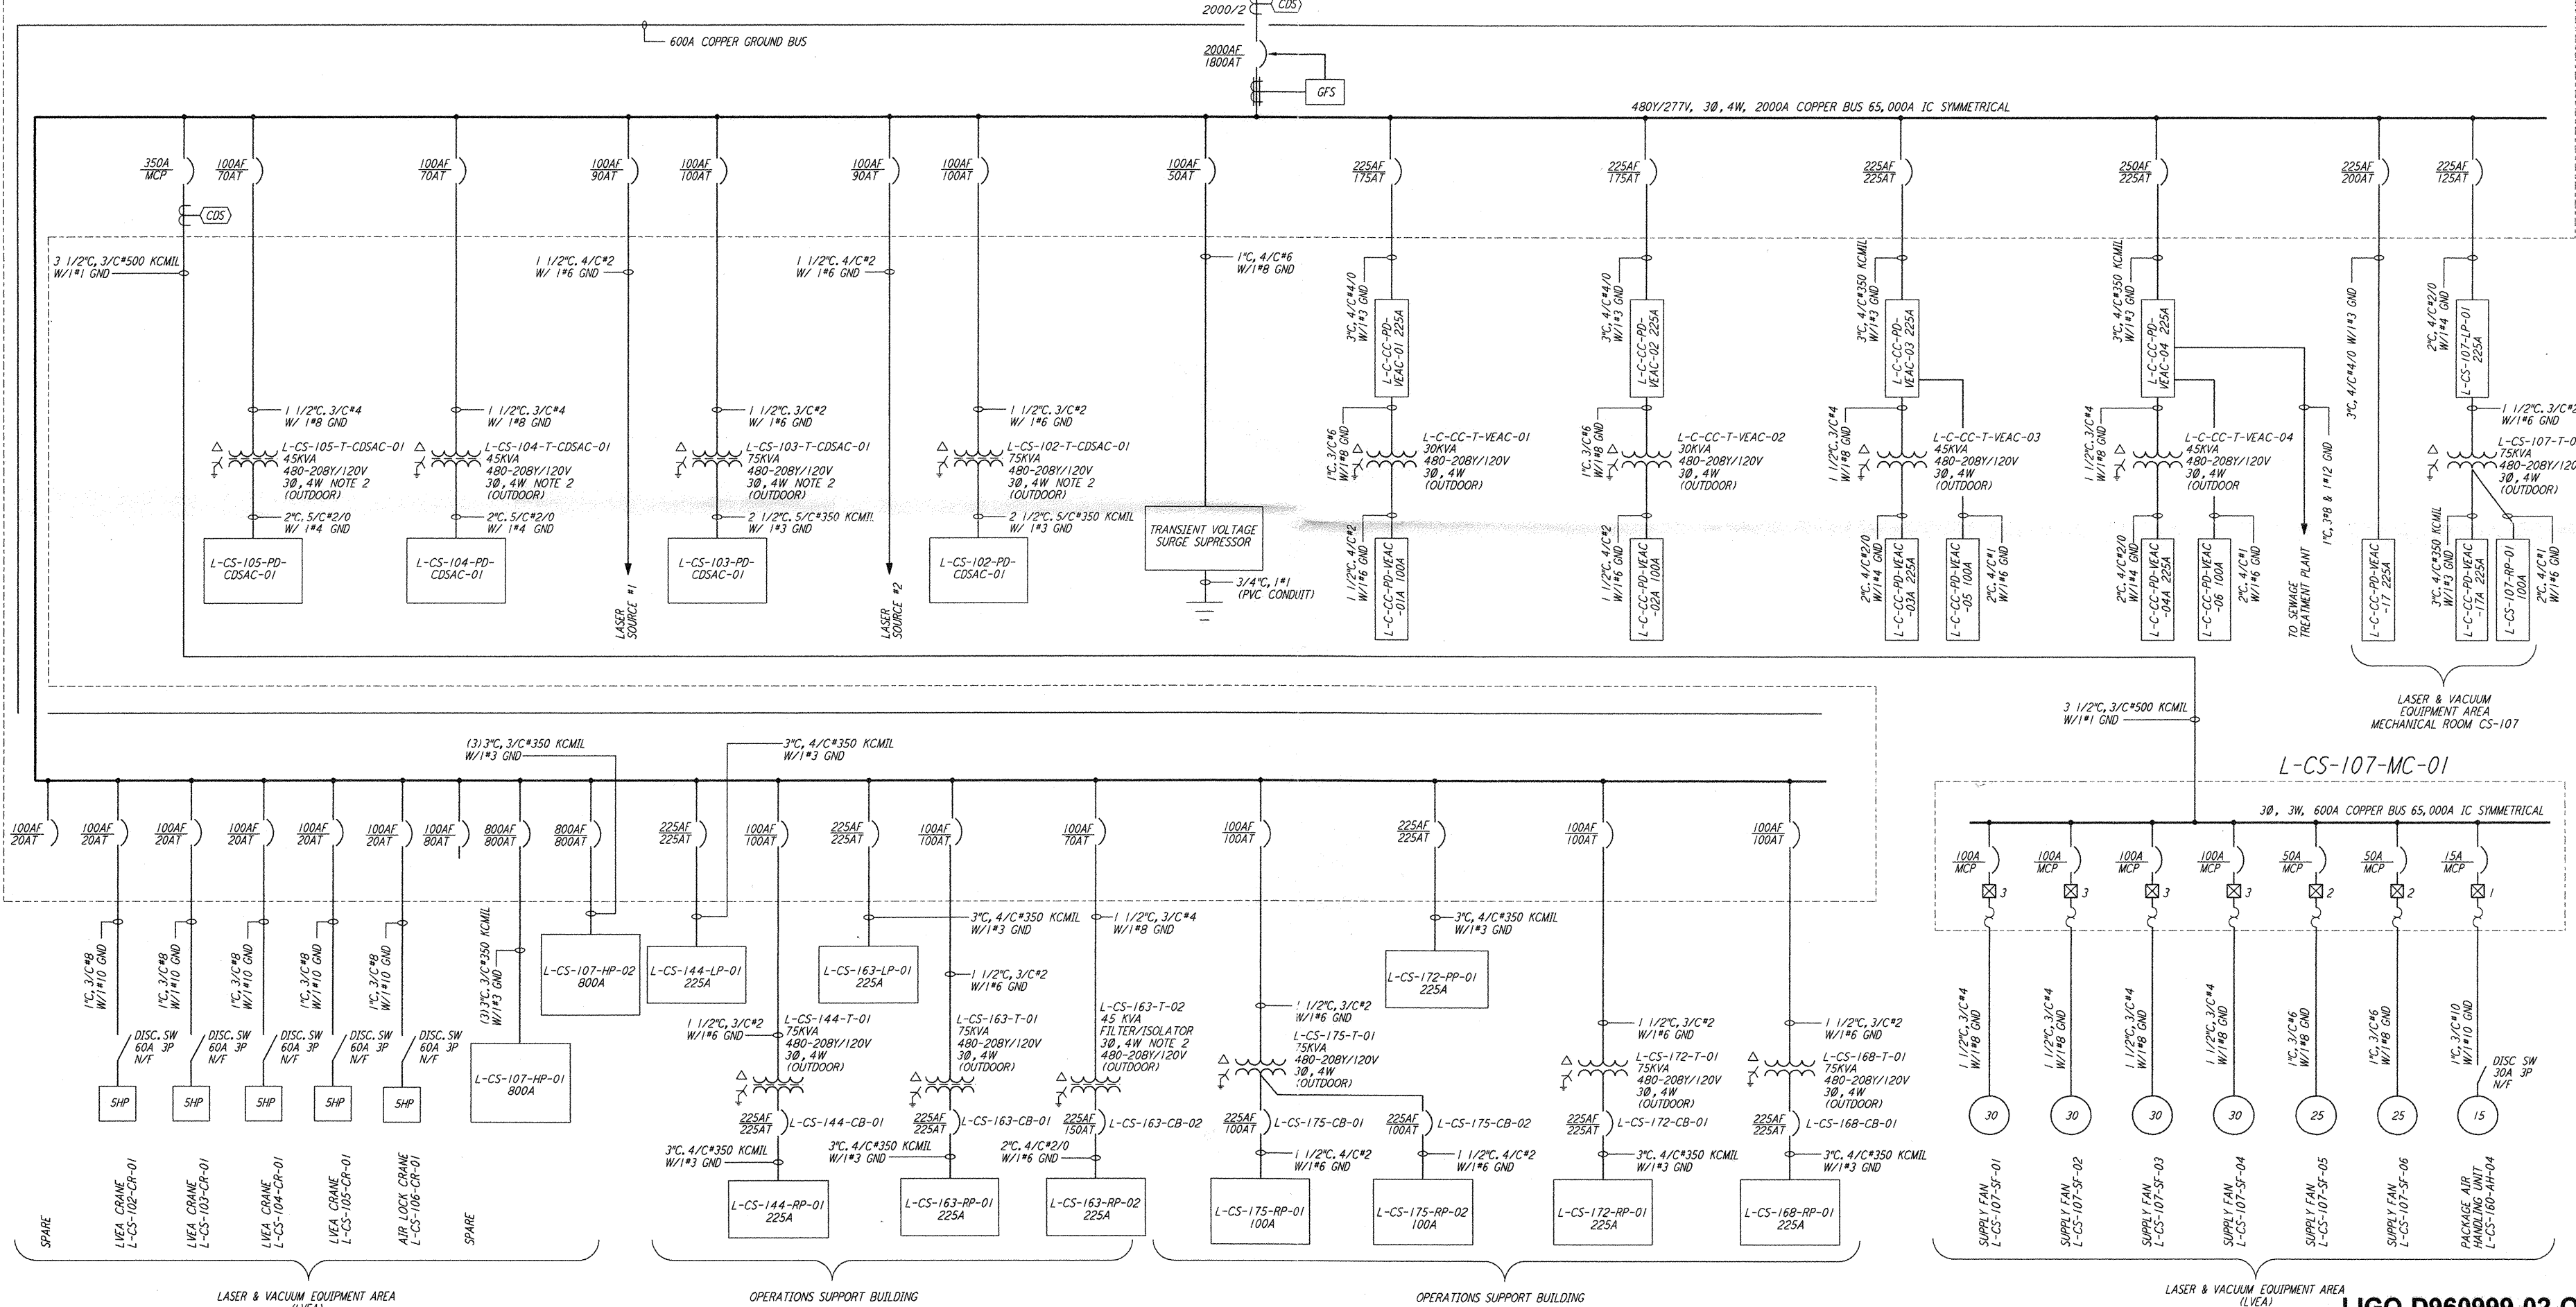 2000/2
CDS
600A COPPER GROUND BUS
2000AF
1800AT
GFS
480Y/277V, 3Ø, 4W, 2000A COPPER BUS 65,000A IC SYMMETRICAL
350A
MCP
100AF
70AT
100AF
70AT
100AF
90AT
100AF
100AT
100AF
90AT
100AF
100AT
100AF
50AT
225AF
175AT
225AF
175AT
225AF
225AT
250AF
225AT
225AF
200AT
225AF
125AT
CDS
3 1/2"C, 3/C#500 KCMIL
W/1#1 GND
1 1/2"C. 4/C#2
W/ 1#6 GND
1 1/2"C. 4/C#2
W/ 1#6 GND
1"C, 4/C#6
W/1#8 GND
3"C, 4/C#4/0
W/1#3 GND
3"C, 4/C#4/0
W/1#3 GND
3"C, 4/C#350 KCMIL
W/1#3 GND
3"C, 4/C#350 KCMIL
W/1#3 GND
3"C, 4/C#4/0 W/1#3 GND
2"C, 4/C#2/0
W/1#4 GND
L-C-CC-PD-
VEAC-01 225A
L-C-CC-PD-
VEAC-02 225A
L-C-CC-PD-
VEAC-03 225A
L-C-CC-PD-
VEAC-04 225A
L-CS-107-LP-01
225A
1 1/2"C. 3/C#4
W/ 1#8 GND
1 1/2"C. 3/C#4
W/ 1#8 GND
1 1/2"C. 3/C#2
W/ 1#6 GND
1 1/2"C. 3/C#2
W/ 1#6 GND
1"C, 3/C#6
W/1#8 GND
1"C, 3/C#6
W/1#8 GND
1 1/2"C, 3/C#4
W/1#8 GND
1 1/2"C, 3/C#4
W/1#8 GND
1 1/2"C, 3/C#2
W/1#6 GND
L-CS-105-T-CDSAC-01
45KVA
480-208Y/120V
3Ø, 4W NOTE 2
(OUTDOOR)
L-CS-104-T-CDSAC-01
45KVA
480-208Y/120V
3Ø, 4W NOTE 2
(OUTDOOR)
L-CS-103-T-CDSAC-01
75KVA
480-208Y/120V
3Ø, 4W NOTE 2
(OUTDOOR)
L-CS-102-T-CDSAC-01
75KVA
480-208Y/120V
3Ø, 4W NOTE 2
(OUTDOOR)
L-C-CC-T-VEAC-01
30KVA
480-208Y/120V
3Ø, 4W
(OUTDOOR)
L-C-CC-T-VEAC-02
30KVA
480-208Y/120V
3Ø, 4W
(OUTDOOR)
L-C-CC-T-VEAC-03
45KVA
480-208Y/120V
3Ø, 4W
(OUTDOOR)
L-C-CC-T-VEAC-04
45KVA
480-208Y/120V
3Ø, 4W
(OUTDOOR
L-CS-107-T-0
75KVA
480-208Y/120
3Ø, 4W
(OUTDOOR)
2"C. 5/C#2/0
W/ 1#4 GND
2"C. 5/C#2/0
W/ 1#4 GND
2 1/2"C. 5/C#350 KCMIL
W/ 1#3 GND
2 1/2"C. 5/C#350 KCMIL
W/ 1#3 GND
L-CS-105-PD-
CDSAC-01
L-CS-104-PD-
CDSAC-01
LASER
SOURCE #1
L-CS-103-PD-
CDSAC-01
LASER
SOURCE #2
L-CS-102-PD-
CDSAC-01
TRANSIENT VOLTAGE
SURGE SUPRESSOR
3/4"C, 1#1
(PVC CONDUIT)
1 1/2"C, 4/C#2
W/1#6 GND
L-C-CC-PD-VEAC
-01A 100A
1 1/2"C, 4/C#2
W/1#6 GND
L-C-CC-PD-VEAC
-02A 100A
2"C, 4/C#2/0
W/1#4 GND
L-C-CC-PD-VEAC
-03A 225A
L-C-CC-PD-VEAC
-05 100A
2"C, 4/C#1
W/1#6 GND
2"C, 4/C#2/0
W/1#4 GND
L-C-CC-PD-VEAC
-04A 225A
L-C-CC-PD-VEAC
-06 100A
2"C, 4/C#1
W/1#6 GND
TO SEWAGE
TREATMENT PLANT
1"C,3#8 & 1#12 GND
L-C-CC-PD-VEAC
-17 225A
3"C, 4/C#350 KCMIL
W/1#3 GND
L-C-CC-PD-VEAC
-17A 225A
L-CS-107-RP-01
100A
2"C, 4/C#1
W/1#6 GND
LASER & VACUUM
EQUIPMENT AREA
MECHANICAL ROOM CS-107
3 1/2"C, 3/C#500 KCMIL
W/1#1 GND
L-CS-107-MC-01
3Ø, 3W, 600A COPPER BUS 65,000A IC SYMMETRICAL
(3)3"C, 3/C#350 KCMIL
W/1#3 GND
3"C, 4/C#350 KCMIL
W/1#3 GND
100AF
20AT
100AF
20AT
100AF
20AT
100AF
20AT
100AF
20AT
100AF
20AT
100AF
80AT
800AF
800AT
800AF
800AT
225AF
225AT
100AF
100AT
225AF
225AT
100AF
100AT
100AF
70AT
100AF
100AT
225AF
225AT
100AF
100AT
100AF
100AT
100A
MCP
3
100A
MCP
3
100A
MCP
3
100A
MCP
3
50A
MCP
2
50A
MCP
2
15A
MCP
1
1"C, 3/C#8
W/1#10 GND
1"C, 3/C#8
W/1#10 GND
1"C, 3/C#8
W/1#10 GND
1"C, 3/C#8
W/1#10 GND
1"C, 3/C#8
W/1#10 GND
(3)3"C, 3/C#350 KCMIL
W/1#3 GND
L-CS-107-HP-02
800A
L-CS-144-LP-01
225A
L-CS-163-LP-01
225A
3"C, 4/C#350 KCMIL
W/1#3 GND
1 1/2"C, 3/C#4
W/1#8 GND
1 1/2"C, 3/C#2
W/1#6 GND
3"C, 4/C#350 KCMIL
W/1#3 GND
L-CS-172-PP-01
225A
DISC. SW
60A 3P
N/F
DISC. SW
60A 3P
N/F
DISC. SW
60A 3P
N/F
DISC. SW
60A 3P
N/F
DISC. SW
60A 3P
N/F
5HP
5HP
5HP
5HP
5HP
L-CS-107-HP-01
800A
1 1/2"C, 3/C#2
W/1#6 GND
L-CS-144-T-01
75KVA
480-208Y/120V
3Ø, 4W
(OUTDOOR)
L-CS-163-T-01
75KVA
480-208Y/120V
3Ø, 4W
(OUTDOOR)
L-CS-163-T-02
45 KVA
FILTER/ISOLATOR
3Ø, 4W NOTE 2
480-208Y/120V
(OUTDOOR)
1 1/2"C, 3/C#2
W/1#6 GND
L-CS-175-T-01
75KVA
480-208Y/120V
3Ø, 4W
(OUTDOOR)
1 1/2"C, 3/C#2
W/1#6 GND
L-CS-172-T-01
75KVA
480-208Y/120V
3Ø, 4W
(OUTDOOR)
1 1/2"C, 3/C#2
W/1#6 GND
L-CS-168-T-01
75KVA
480-208Y/120V
3Ø, 4W
(OUTDOOR)
225AF
225AT
L-CS-144-CB-01
225AF
225AT
L-CS-163-CB-01
225AF
150AT
L-CS-163-CB-02
225AF
100AT
L-CS-175-CB-01
225AF
100AT
L-CS-175-CB-02
225AF
225AT
L-CS-172-CB-01
225AF
225AT
L-CS-168-CB-01
3"C. 4/C#350 KCMIL
W/1#3 GND
3"C. 4/C#350 KCMIL
W/1#3 GND
2"C. 4/C#2/0
W/1#6 GND
1 1/2"C. 4/C#2
W/1#6 GND
1 1/2"C. 4/C#2
W/1#6 GND
3"C. 4/C#350 KCMIL
W/1#3 GND
3"C. 4/C#350 KCMIL
W/1#3 GND
L-CS-144-RP-01
225A
L-CS-163-RP-01
225A
L-CS-163-RP-02
225A
L-CS-175-RP-01
100A
L-CS-175-RP-02
100A
L-CS-172-RP-01
225A
L-CS-168-RP-01
225A
1 1/2"C, 3/C#4
W/1#8 GND
1 1/2"C, 3/C#4
W/1#8 GND
1 1/2"C, 3/C#4
W/1#8 GND
1 1/2"C, 3/C#4
W/1#8 GND
1"C, 3/C#6
W/1#8 GND
1"C, 3/C#6
W/1#8 GND
1"C, 3/C#10
W/1#10 GND
DISC SW
30A 3P
N/F
30
30
30
30
25
25
15
SPARE
LVEA CRANE
L-CS-102-CR-01
LVEA CRANE
L-CS-103-CR-01
LVEA CRANE
L-CS-104-CR-01
LVEA CRANE
L-CS-105-CR-01
AIR LOCK CRANE
L-CS-106-CR-01
SPARE
SUPPLY FAN
L-CS-107-SF-01
SUPPLY FAN
L-CS-107-SF-02
SUPPLY FAN
L-CS-107-SF-03
SUPPLY FAN
L-CS-107-SF-04
SUPPLY FAN
L-CS-107-SF-05
SUPPLY FAN
L-CS-107-SF-06
PACKAGE AIR
HANDLING UNIT
L-CS-160-AH-04
LASER & VACUUM EQUIPMENT AREA
(LVEA)
OPERATIONS SUPPORT BUILDING
OPERATIONS SUPPORT BUILDING
LASER & VACUUM EQUIPMENT AREA
(LVEA)
LIGO-D960999-02-O